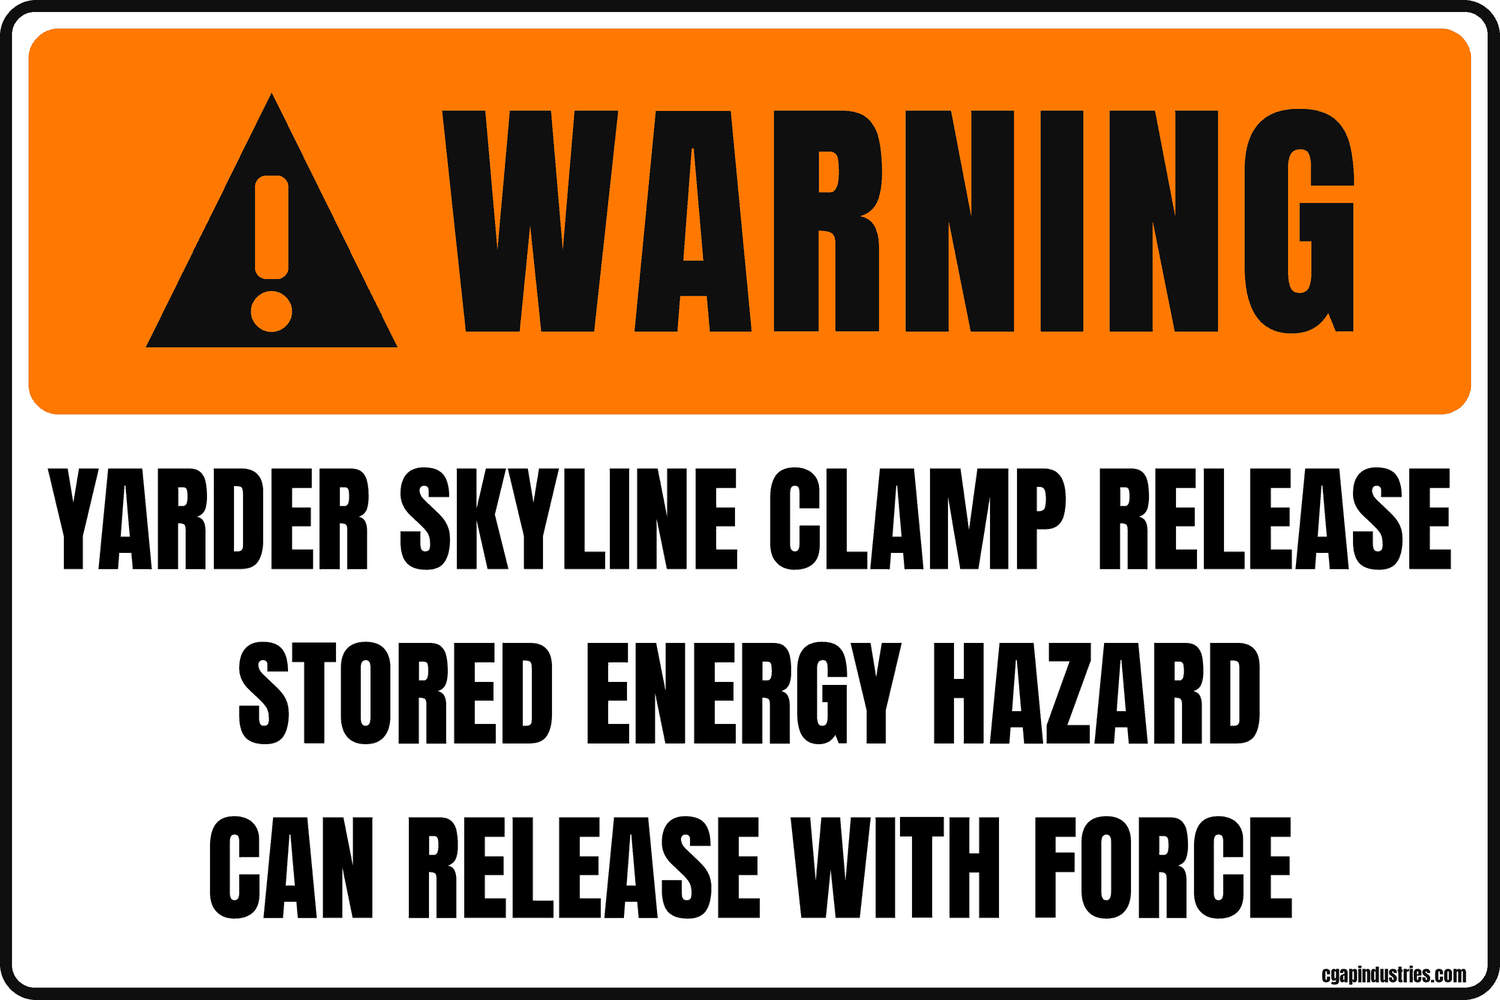 WARNING
YARDER SKYLINE CLAMP RELEASE
STORED ENERGY HAZARD
CAN RELEASE WITH FORCE
cgapindustries.com